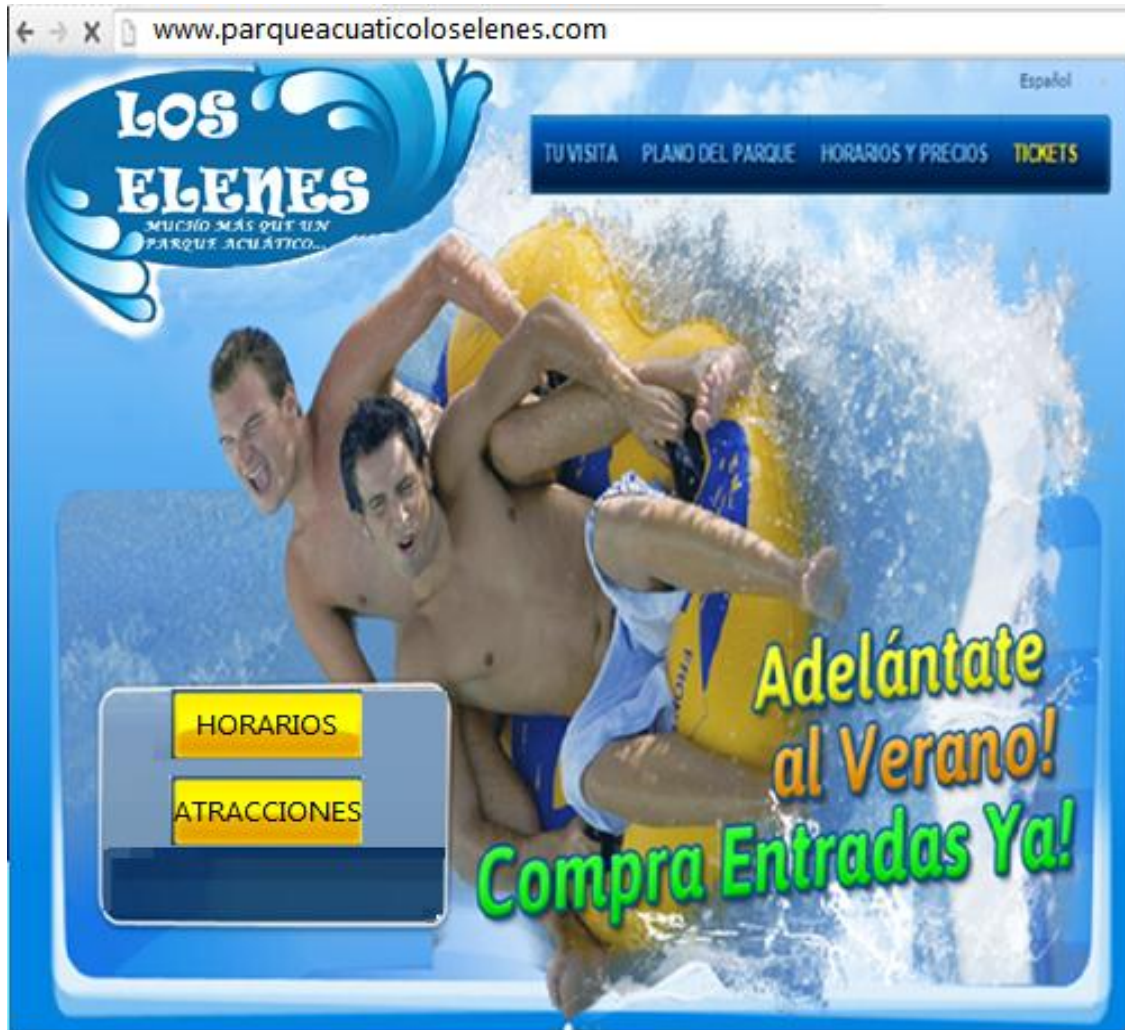 www.parqueacuaticoloselenes.com
Español
LOS
ELENES
MUCHO MÁS QUE UN
PARQUE ACUÁTICO...
TU VISITA PLANO DEL PARQUE HORARIOS Y PRECIOS TICKETS
HORARIOS
ATRACCIONES
Adelántate
al Verano!
Compra Entradas Ya!